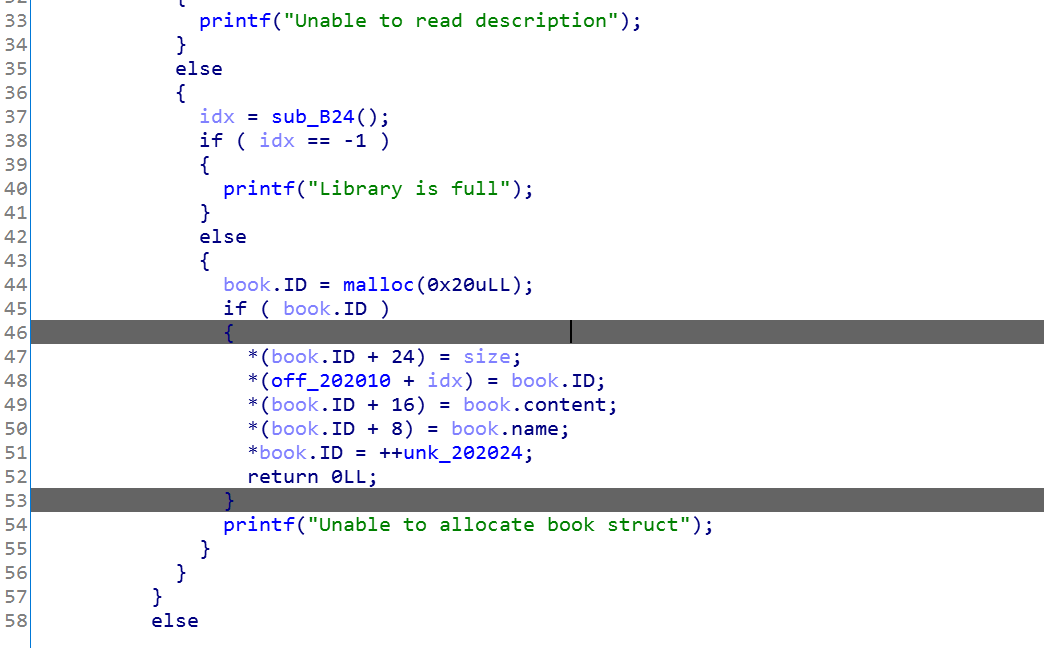 33 printf("Unable to read description");
34 }
35 else
36 {
37 idx = sub_B24();
38 if ( idx == -1 )
39 {
40 printf("Library is full");
41 }
42 else
43 {
44 book.ID = malloc(0x20uLL);
45 if ( book.ID )
46 {
47 *(book.ID + 24) = size;
48 *(off_202010 + idx) = book.ID;
49 *(book.ID + 16) = book.content;
50 *(book.ID + 8) = book.name;
51 *book.ID = ++unk_202024;
52 return 0LL;
53 }
54 printf("Unable to allocate book struct");
55 }
56 }
57 }
58 else